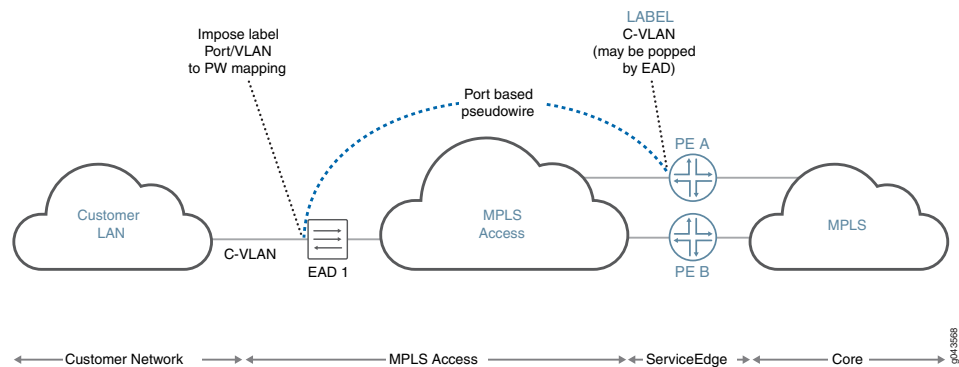 Impose label
Port/VLAN
to PW mapping
LABEL
C-VLAN
(may be popped
by EAD)
Port based
pseudowire
PE A
Customer
LAN
C-VLAN
EAD 1
MPLS
Access
PE B
MPLS
Customer Network
MPLS Access
ServiceEdge
Core
g043568